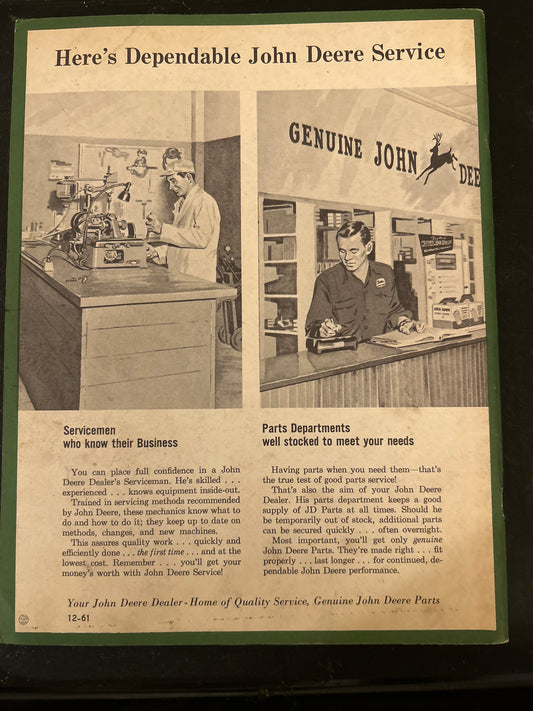 Here's Dependable John Deere Service
GENUINE JOHN DEE
Servicemen
who know their Business
You can place full confidence in a John
Deere Dealer's Serviceman. He's skilled . . .
experienced . . . knows equipment inside-out.
Trained in servicing methods recommended
by John Deere, these mechanics know what to
do and how to do it; they keep up to date on
methods, changes, and new machines.
This assures quality work . . . quickly and
efficiently done . . . the first time . . . and at the
lowest cost. Remember . . . you'll get your
money's worth with John Deere Service!
Parts Departments
well stocked to meet your needs
Having parts when you need them—that's
the true test of good parts service!
That's also the aim of your John Deere
Dealer. His parts department keeps a good
supply of JD Parts at all times. Should he
be temporarily out of stock, additional parts
can be secured quickly . . . often overnight.
Most important, you'll get only genuine
John Deere Parts. They're made right . . . fit
properly . . . last longer . . . for continued, de-
pendable John Deere performance.
Your John Deere Dealer - Home of Quality Service, Genuine John Deere Parts
12-61